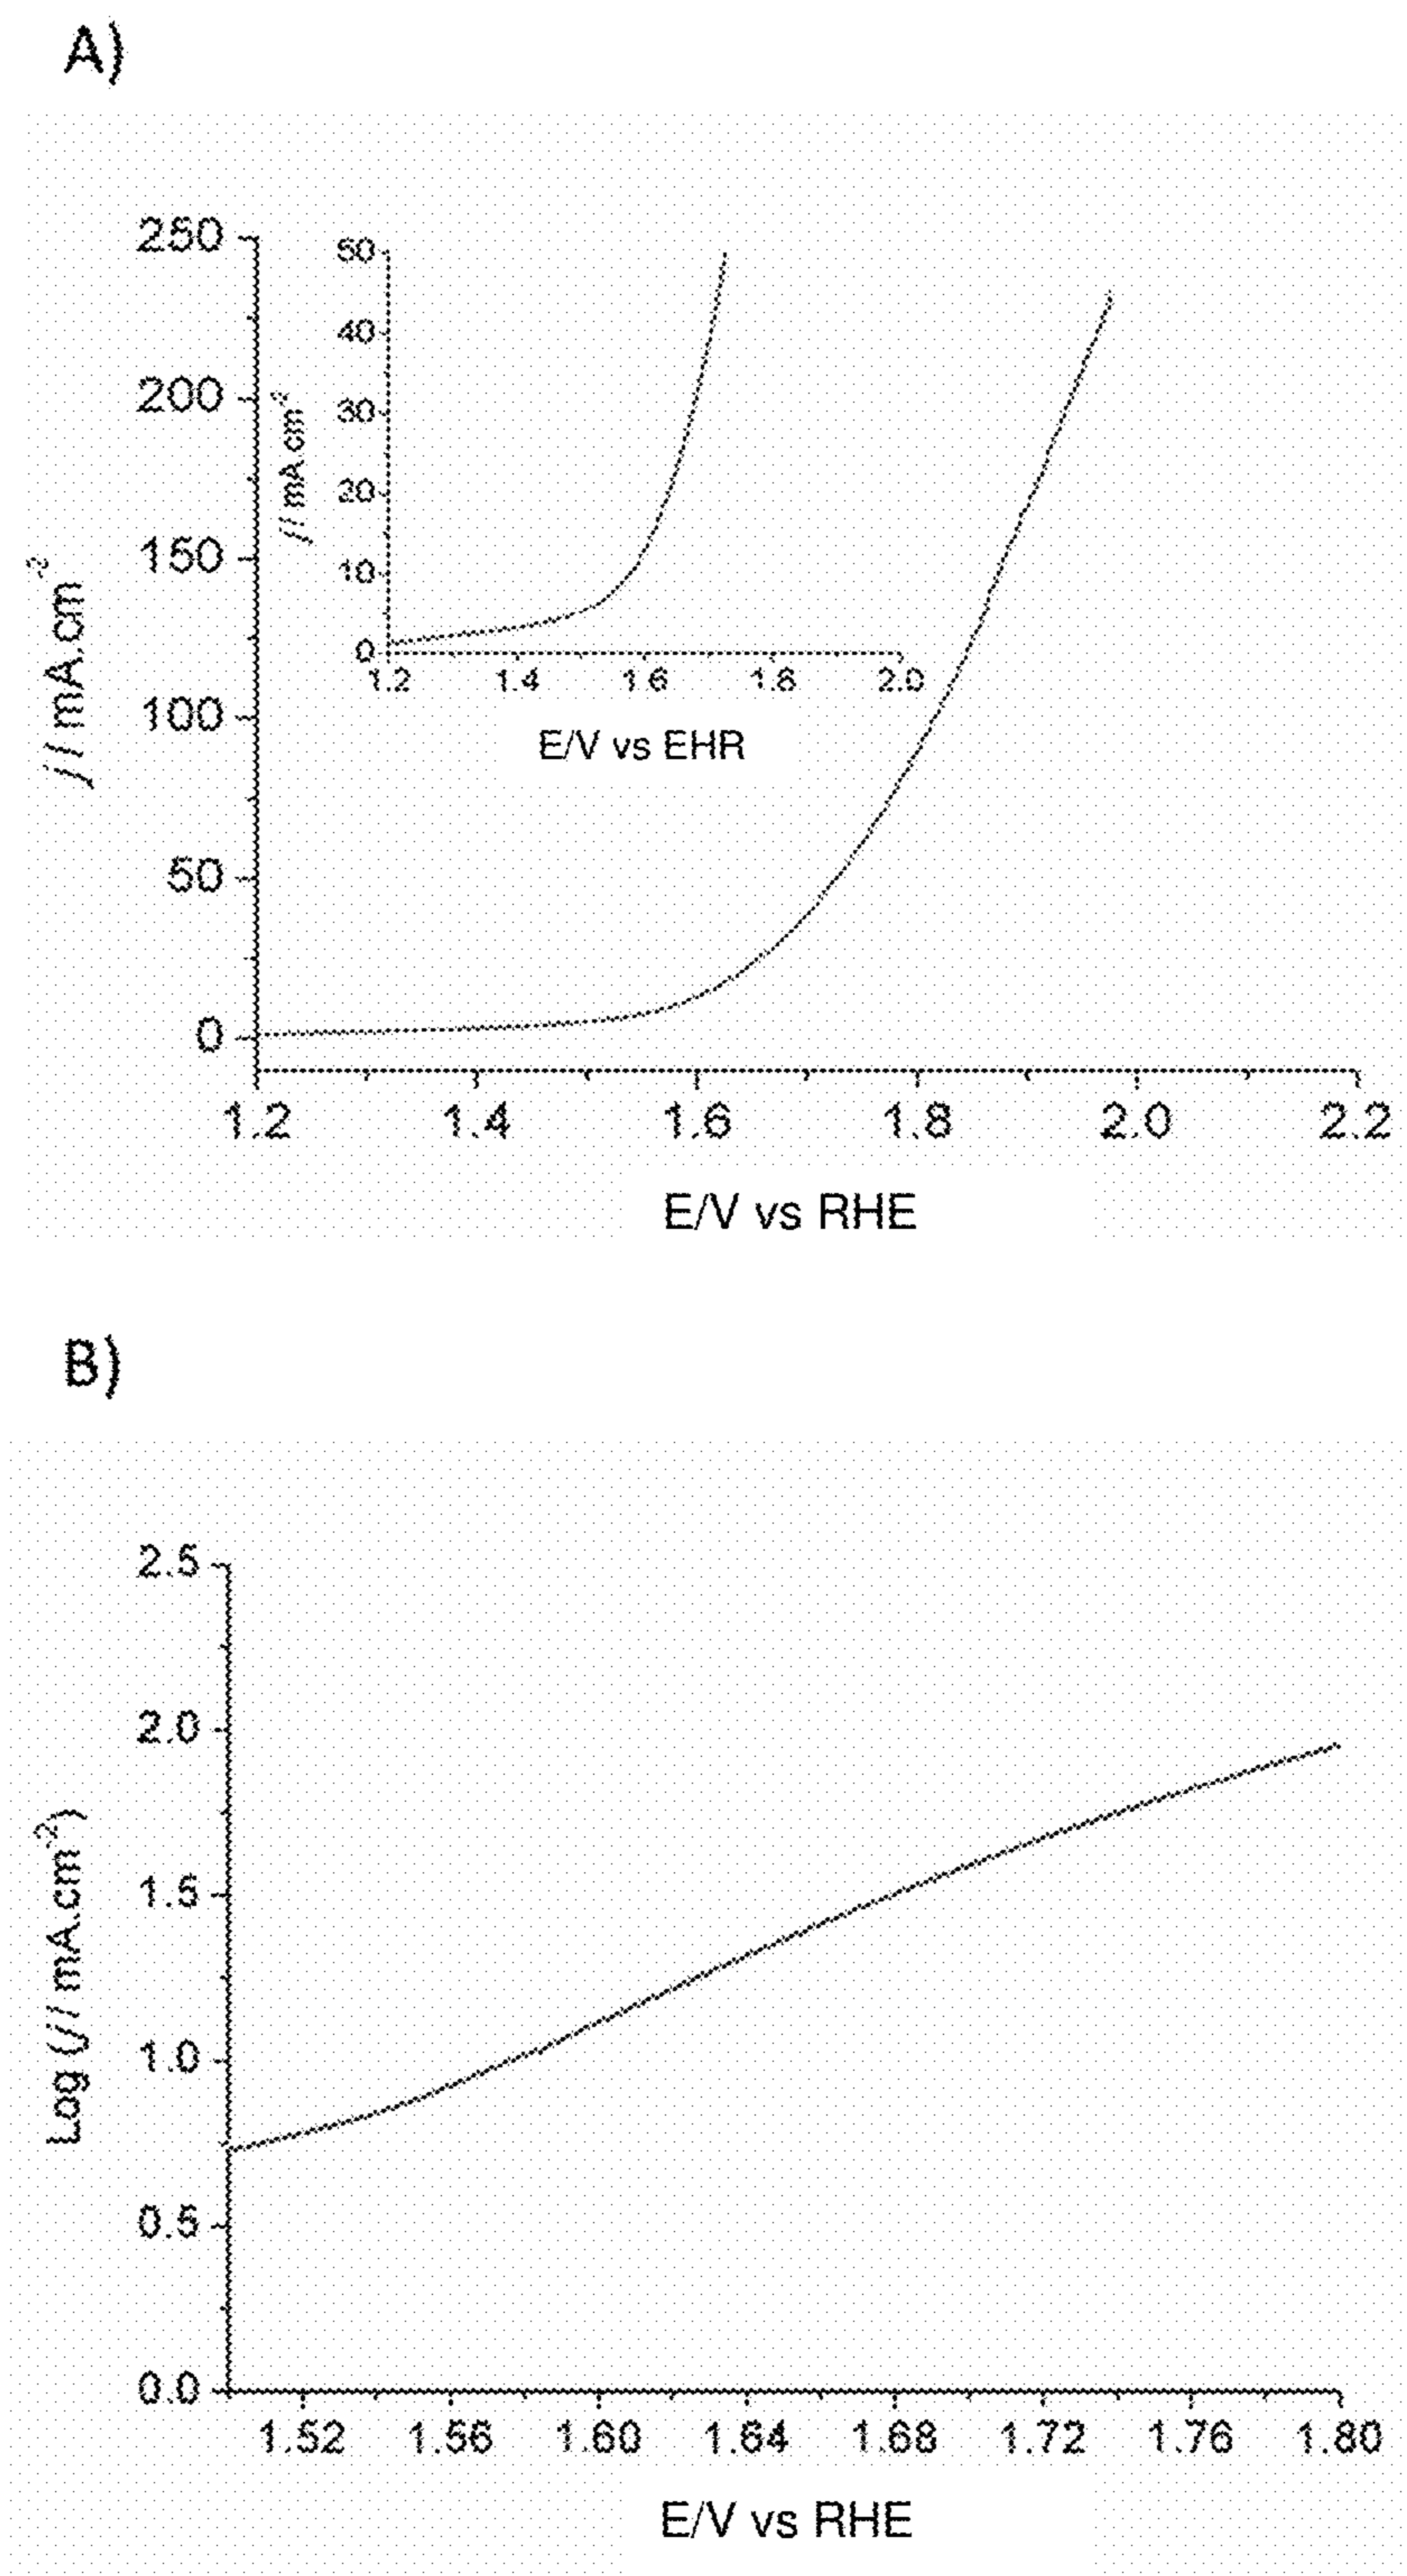 A)
250
200
150
100
50
0
j / mA.cm-2
1.2 1.4 1.6 1.8 2.0 2.2
E/V vs RHE
50
40
30
20
10
0
j / mA.cm-2
1.2 1.4 1.6 1.8 2.0
E/V vs EHR
B)
2.5
2.0
1.5
1.0
0.5
0.0
Log (j / mA.cm-2)
1.52 1.56 1.60 1.64 1.68 1.72 1.76 1.80
E/V vs RHE